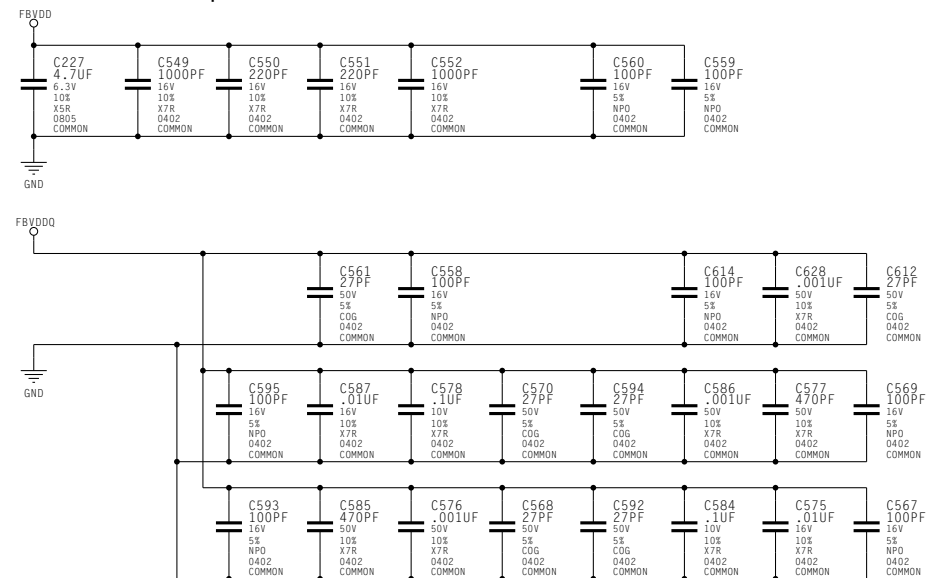 FBVDD
C227
4.7UF
6.3V
10%
X5R
0805
COMMON
C549
1000PF
16V
10%
X7R
0402
COMMON
C550
220PF
16V
10%
X7R
0402
COMMON
C551
220PF
16V
10%
X7R
0402
COMMON
C552
1000PF
16V
10%
X7R
0402
COMMON
C560
100PF
16V
5%
NPO
0402
COMMON
C559
100PF
16V
5%
NPO
0402
COMMON
GND
FBVDDQ
C561
27PF
50V
5%
COG
0402
COMMON
C558
100PF
16V
5%
NPO
0402
COMMON
C614
100PF
16V
5%
NPO
0402
COMMON
C628
.001UF
50V
10%
X7R
0402
COMMON
C612
27PF
50V
5%
COG
0402
COMMON
GND
C595
100PF
16V
5%
NPO
0402
COMMON
C587
.01UF
16V
10%
X7R
0402
COMMON
C578
.1UF
10V
10%
X7R
0402
COMMON
C570
27PF
50V
5%
COG
0402
COMMON
C594
27PF
50V
5%
COG
0402
COMMON
C586
.001UF
50V
10%
X7R
0402
COMMON
C577
470PF
50V
10%
X7R
0402
COMMON
C569
100PF
16V
5%
NPO
0402
COMMON
C593
100PF
16V
5%
NPO
0402
COMMON
C585
470PF
50V
10%
X7R
0402
COMMON
C576
.001UF
50V
10%
X7R
0402
COMMON
C568
27PF
50V
5%
COG
0402
COMMON
C592
27PF
50V
5%
COG
0402
COMMON
C584
.1UF
10V
10%
X7R
0402
COMMON
C575
.01UF
16V
10%
X7R
0402
COMMON
C567
100PF
16V
5%
NPO
0402
COMMON